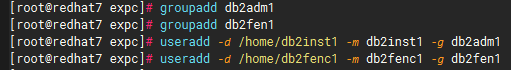 [root@redhat7 expc]# groupadd db2adm1
[root@redhat7 expc]# groupadd db2fen1
[root@redhat7 expc]# useradd -d /home/db2inst1 -m db2inst1 -g db2adm1
[root@redhat7 expc]# useradd -d /home/db2fenc1 -m db2fenc1 -g db2fen1